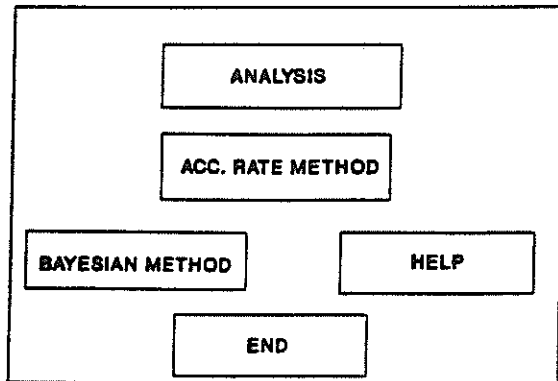 ANALYSIS
ACC. RATE METHOD
BAYESIAN METHOD
HELP
END